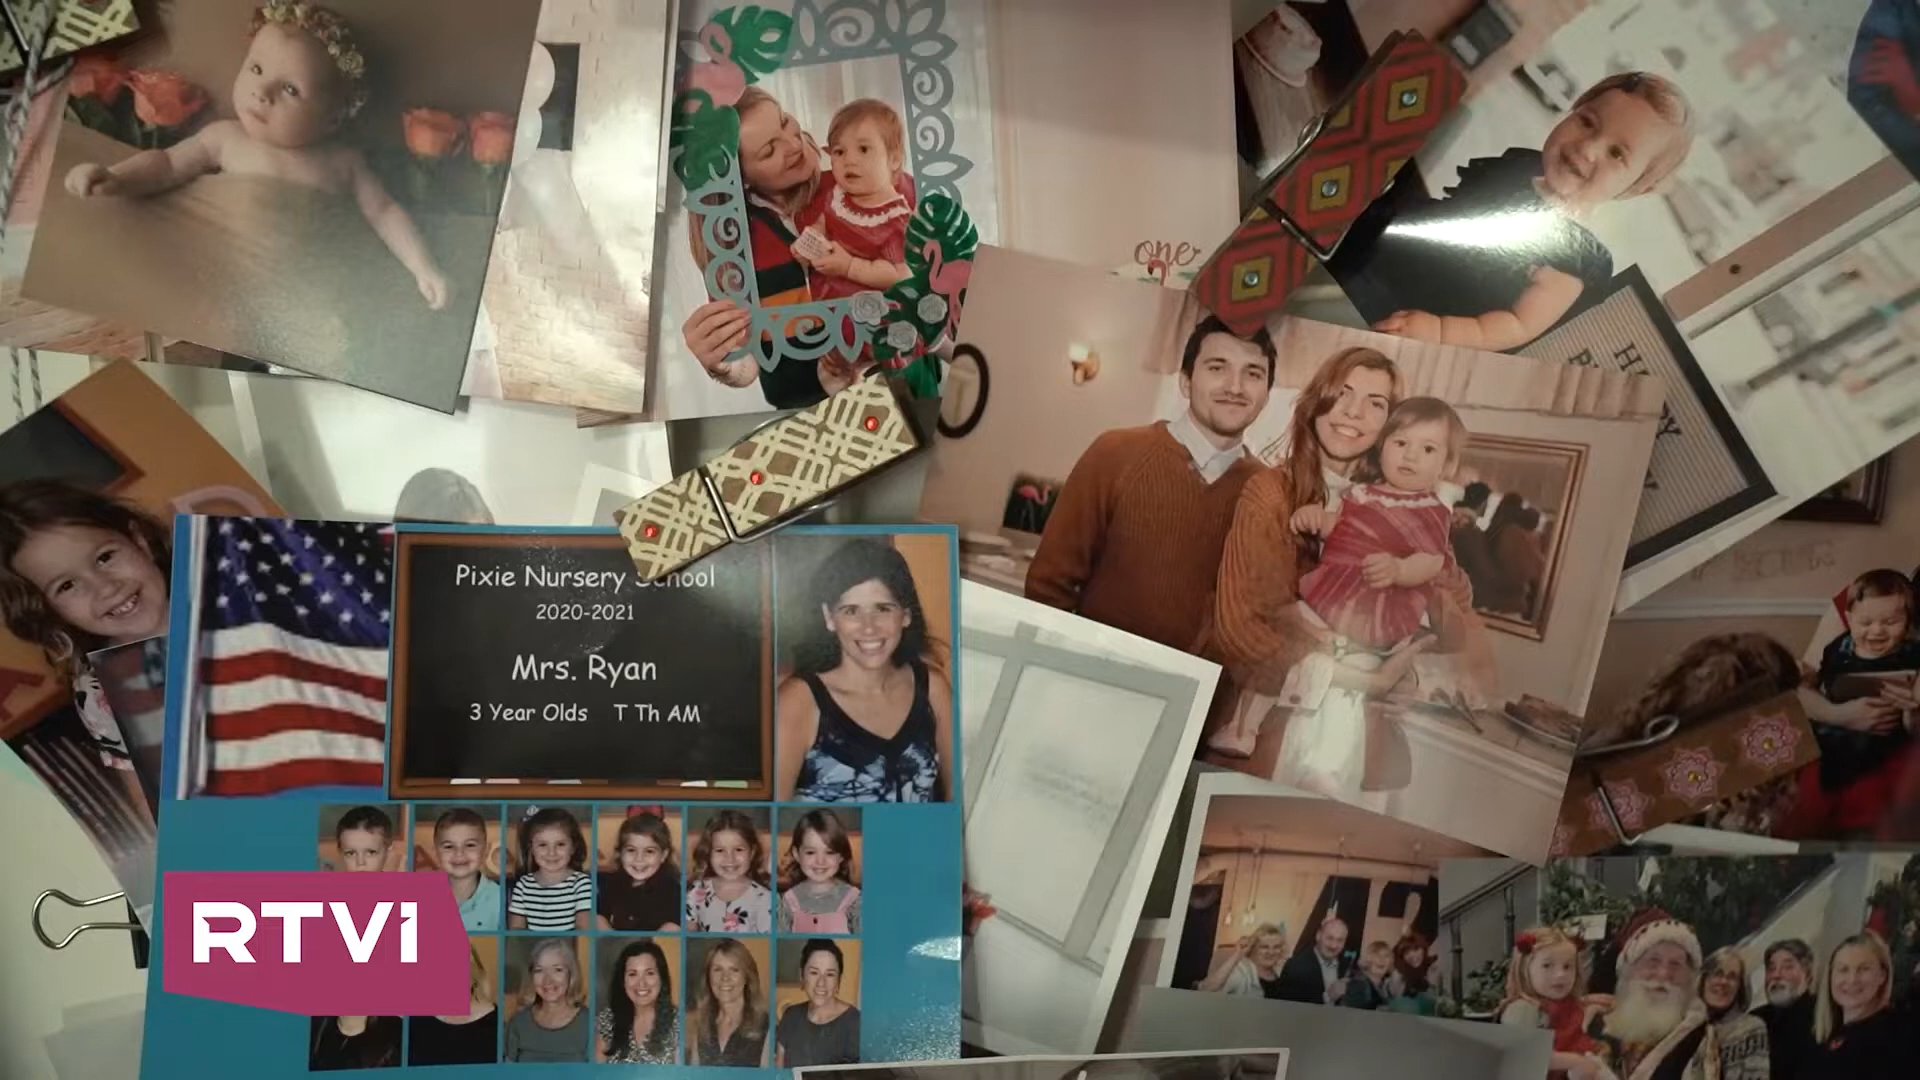 one
Pixie Nursery School
2020-2021
Mrs. Ryan
3 Year Olds T Th AM
RTVi